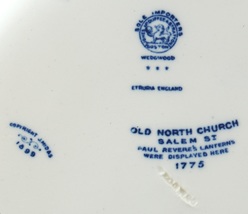 SOLE IMPORTERS
WEDGWOOD
ETRURIA ENGLAND
OLD NORTH CHURCH
SALEM ST
PAUL REVERE'S LANTERNS
WERE DISPLAYED HERE
1775
COPYRIGHT
1899